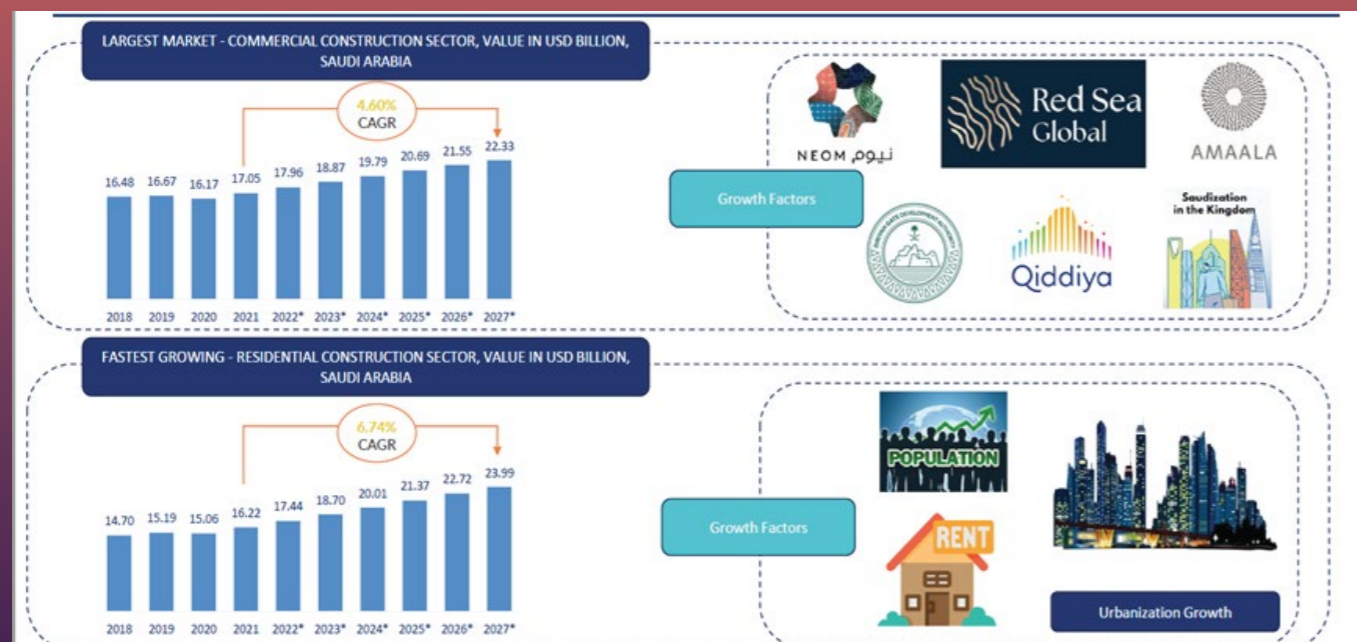 LARGEST MARKET - COMMERCIAL CONSTRUCTION SECTOR, VALUE IN USD BILLION,
SAUDI ARABIA
4.60%
CAGR
16.48 16.67 16.17 17.05 17.96 18.87 19.79 20.69 21.55 22.33
2018 2019 2020 2021 2022* 2023* 2024* 2025* 2026* 2027*
Growth Factors
NEOM نيوم
Red Sea
Global
AMAALA
DIRIYAH GATE DEVELOPMENT AUTHORITY
Qiddiya
Saudization
in the Kingdom
FASTEST GROWING - RESIDENTIAL CONSTRUCTION SECTOR, VALUE IN USD BILLION,
SAUDI ARABIA
6.74%
CAGR
14.70 15.19 15.06 16.22 17.44 18.70 20.01 21.37 22.72 23.99
2018 2019 2020 2021 2022* 2023* 2024* 2025* 2026* 2027*
Growth Factors
POPULATION
RENT
Urbanization Growth